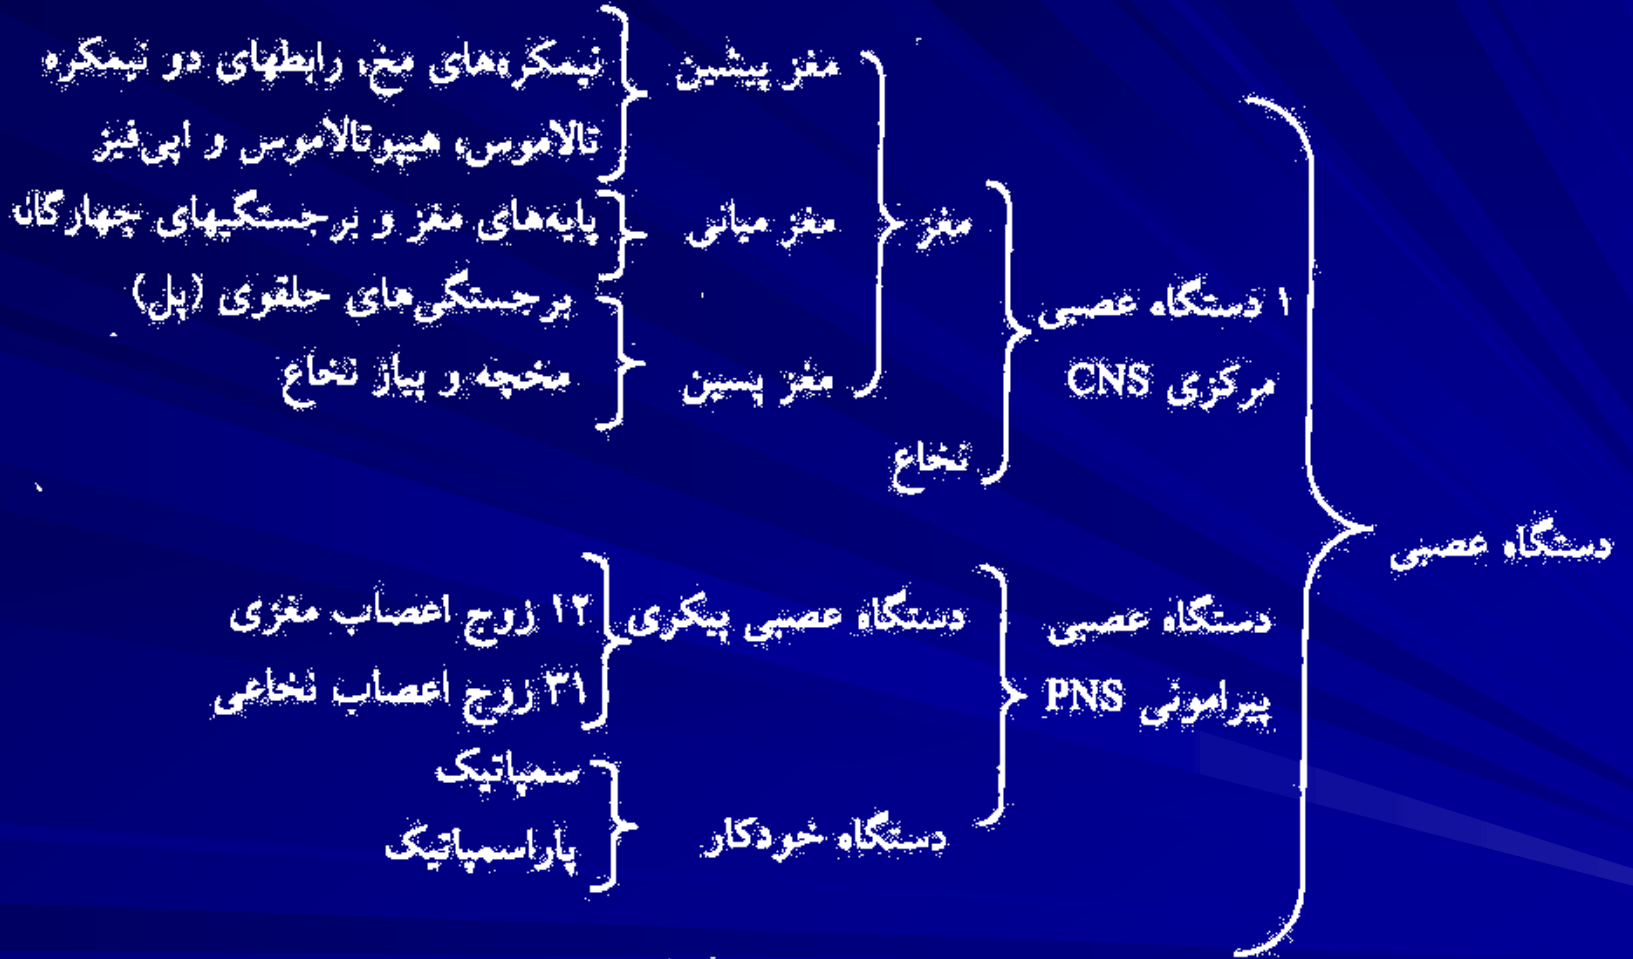 دستگاه عصبی
۱ دستگاه عصبی
مرکزی CNS
مغز
مغز پیشین
نیمکره‌های مخ، رابطهای دو نیمکره
تالاموس، هیپوتالاموس و اپی‌فیز
مغز میانی
پایه‌های مغز و برجستگیهای چهارگان
مغز پسین
برجستگی‌های حلقوی (پل)
مخچه و پیاز نخاع
نخاع
دستگاه عصبی
پیرامونی PNS
دستگاه عصبی پیکری
۱۲ زوج اعصاب مغزی
۳۱ زوج اعصاب نخاعی
دستگاه خودکار
سمپاتیک
پاراسمپاتیک